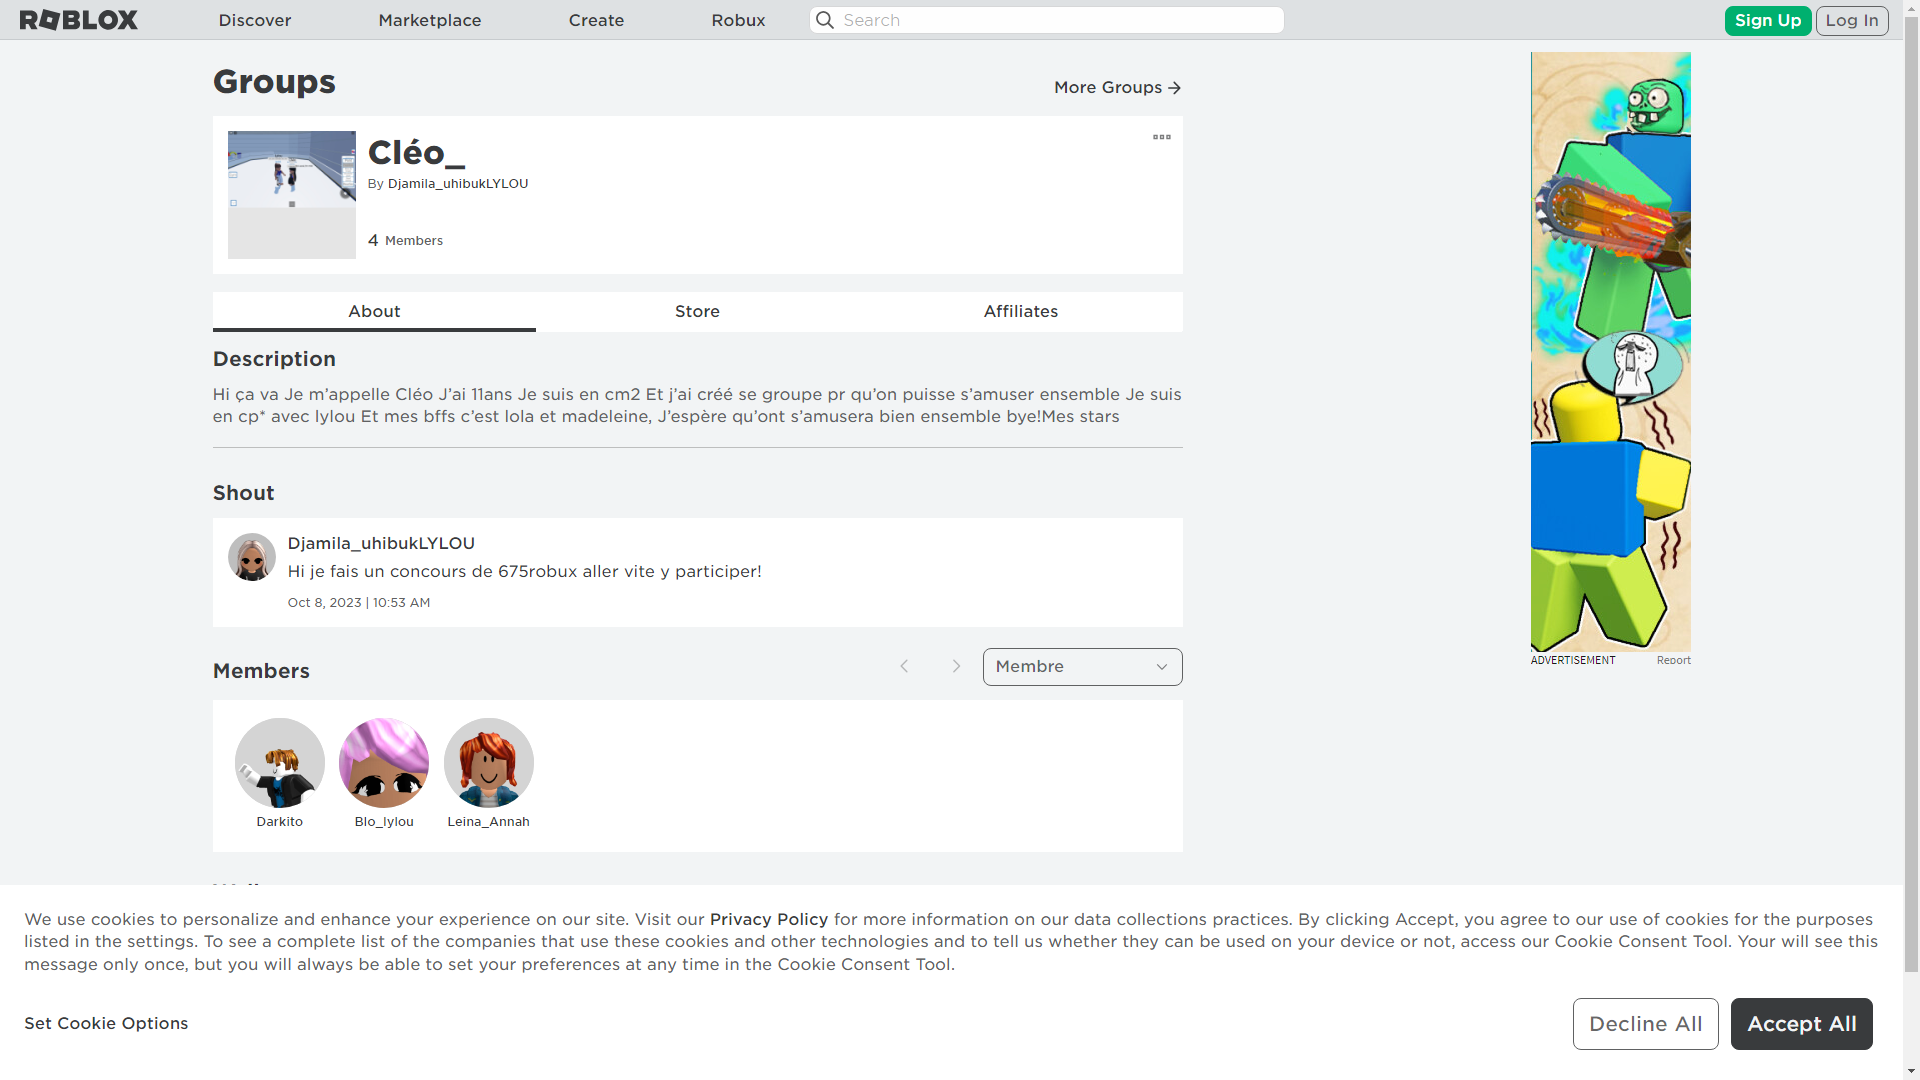 ROBLOX Discover Marketplace Create Robux Search Sign Up Log In
Groups
More Groups
Cléo_
By Djamila_uhibukLYLOU
4 Members
About Store Affiliates
Description
Hi ça va Je m’appelle Cléo J’ai 11ans Je suis en cm2 Et j’ai créé se groupe pr qu’on puisse s’amuser ensemble Je suis
en cp* avec lylou Et mes bffs c’est lola et madeleine, J’espère qu’ont s’amusera bien ensemble bye!Mes stars
Shout
Djamila_uhibukLYLOU
Hi je fais un concours de 675robux aller vite y participer!
Oct 8, 2023 | 10:53 AM
ADVERTISEMENT Report
Members
Membre
Darkito Blo_lylou Leina_Annah
We use cookies to personalize and enhance your experience on our site. Visit our Privacy Policy for more information on our data collections practices. By clicking Accept, you agree to our use of cookies for the purposes
listed in the settings. To see a complete list of the companies that use these cookies and other technologies and to tell us whether they can be used on your device or not, access our Cookie Consent Tool. Your will see this
message only once, but you will always be able to set your preferences at any time in the Cookie Consent Tool.
Set Cookie Options
Decline All
Accept All